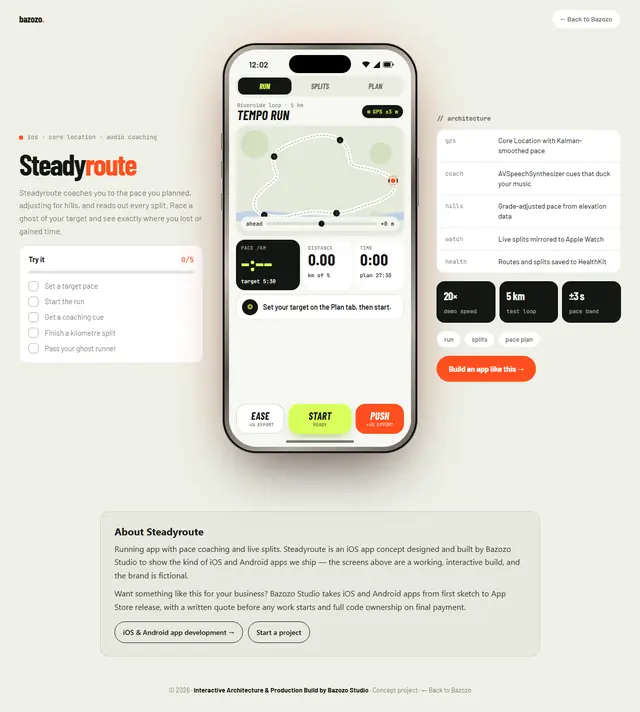 bazozo.
← Back to Bazozo
ios · core location · audio coaching
Steadyroute
Steadyroute coaches you to the pace you planned,
adjusting for hills, and reads out every split. Race a
ghost of your target and see exactly where you lost or
gained time.
Try it 0/5
Set a target pace
Start the run
Get a coaching cue
Finish a kilometre split
Pass your ghost runner
12:02
RUN SPLITS PLAN
Riverside loop · 5 km
TEMPO RUN
GPS ±3
ahead +0 m
PACE /KM
–:––
target 5:30
DISTANCE
0.00
km of 5
TIME
0:00
plan 27:30
Set your target on the Plan tab, then start.
EASE
START
READY
PUSH
// architecture
gps Core Location with Kalman-
smoothed pace
coach AVSpeechSynthesizer cues that duck
your music
hills Grade-adjusted pace from elevation
data
watch Live splits mirrored to Apple Watch
health Routes and splits saved to HealthKit
20×
demo speed
5 km
test loop
±3 s
pace band
run splits pace plan
Build an app like this →
About Steadyroute
Running app with pace coaching and live splits. Steadyroute is an iOS app concept designed and built by Bazozo
Studio to show the kind of iOS and Android apps we ship — the screens above are a working, interactive build, and
the brand is fictional.
Want something like this for your business? Bazozo Studio takes iOS and Android apps from first sketch to App
Store release, with a written quote before any work starts and full code ownership on final payment.
iOS & Android app development → Start a project
© 2026 · Interactive Architecture & Production Build by Bazozo Studio · Concept project · ← Back to Bazozo